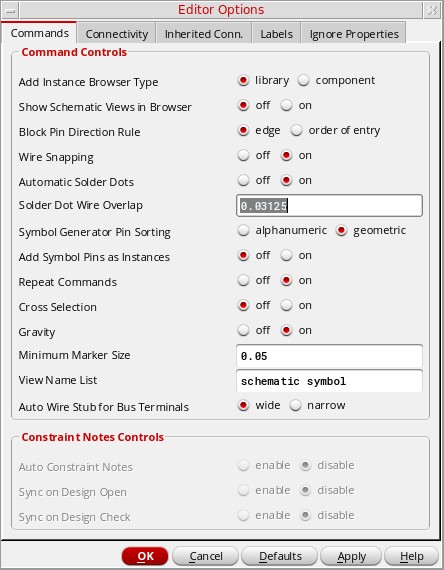 Editor Options
Commands Connectivity Inherited Conn. Labels Ignore Properties
Command Controls
Add Instance Browser Type library component
Show Schematic Views in Browser off on
Block Pin Direction Rule edge order of entry
Wire Snapping off on
Automatic Solder Dots off on
Solder Dot Wire Overlap 0.03125
Symbol Generator Pin Sorting alphanumeric geometric
Add Symbol Pins as Instances off on
Repeat Commands off on
Cross Selection off on
Gravity off on
Minimum Marker Size 0.05
View Name List schematic symbol
Auto Wire Stub for Bus Terminals wide narrow
Constraint Notes Controls
Auto Constraint Notes enable disable
Sync on Design Open enable disable
Sync on Design Check enable disable
OK Cancel Defaults Apply Help